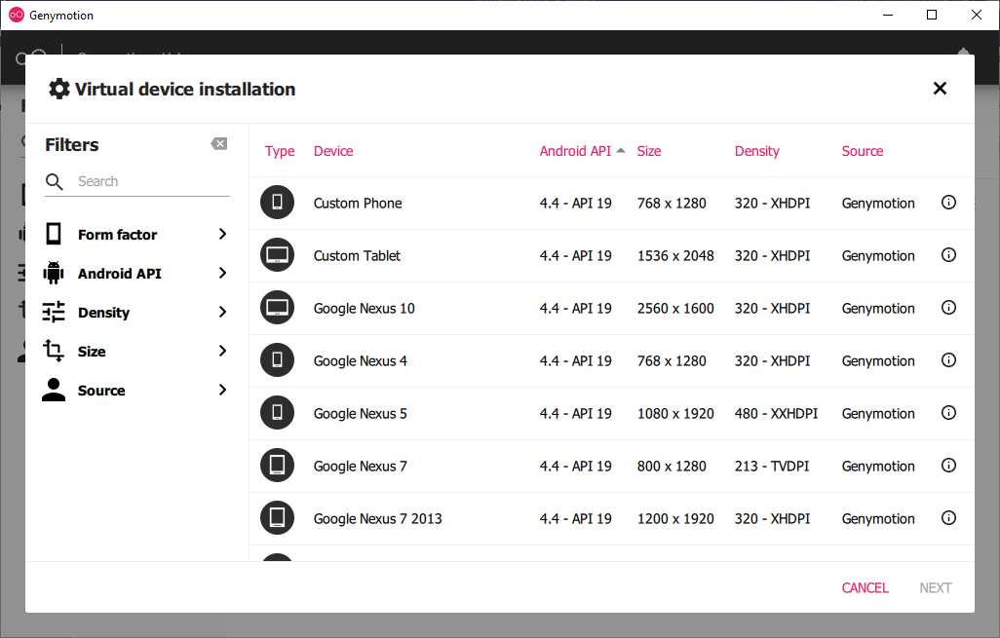 Genymotion
Virtual device installation
Filters
Search
Form factor
Android API
Density
Size
Source
Type Device Android API Size Density Source
Custom Phone 4.4 - API 19 768 x 1280 320 - XHDPI Genymotion
Custom Tablet 4.4 - API 19 1536 x 2048 320 - XHDPI Genymotion
Google Nexus 10 4.4 - API 19 2560 x 1600 320 - XHDPI Genymotion
Google Nexus 4 4.4 - API 19 768 x 1280 320 - XHDPI Genymotion
Google Nexus 5 4.4 - API 19 1080 x 1920 480 - XXHDPI Genymotion
Google Nexus 7 4.4 - API 19 800 x 1280 213 - TVDPI Genymotion
Google Nexus 7 2013 4.4 - API 19 1200 x 1920 320 - XHDPI Genymotion
CANCEL NEXT